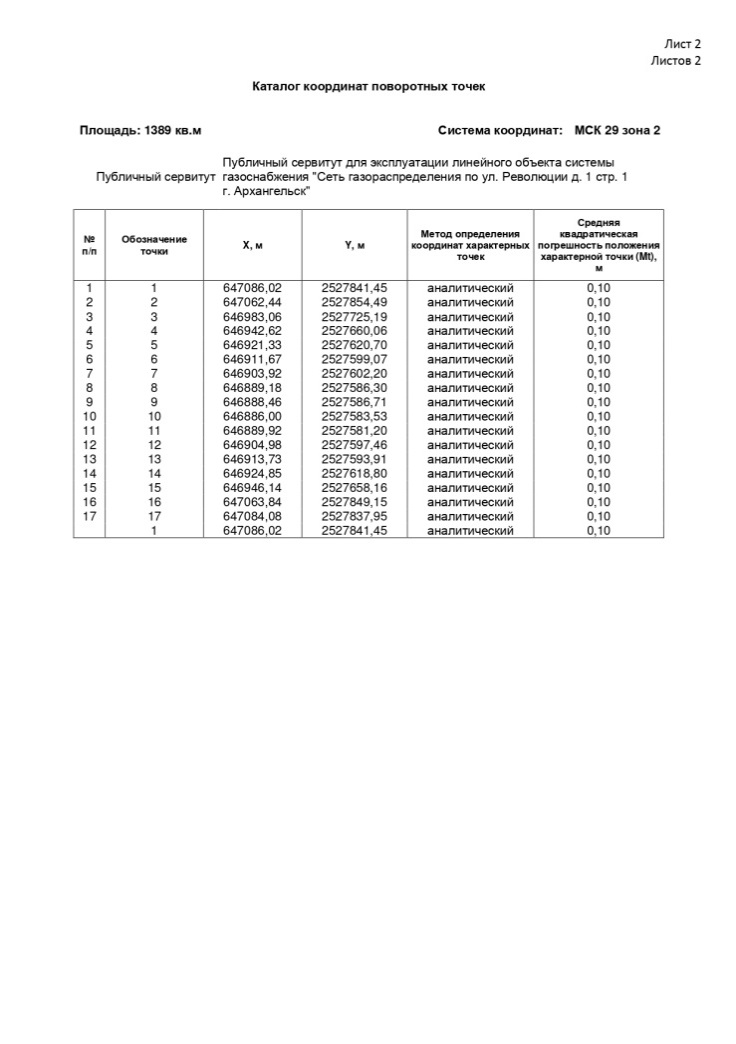 Лист 2
Листов 2
Каталог координат поворотных точек
Площадь: 1389 кв.м Система координат: МСК 29 зона 2
Публичный сервитут Публичный сервитут для эксплуатации линейного объекта системы
газоснабжения "Сеть газораспределения по ул. Революции д. 1 стр. 1
г. Архангельск"
№ п/п Обозначение точки X, м Y, м Метод определения координат характерных точек Средняя квадратическая погрешность положения характерной точки (Mt), м
1 1 647086,02 2527841,45 аналитический 0,10
2 2 647062,44 2527854,49 аналитический 0,10
3 3 646983,06 2527725,19 аналитический 0,10
4 4 646942,62 2527660,06 аналитический 0,10
5 5 646921,33 2527620,70 аналитический 0,10
6 6 646911,67 2527599,07 аналитический 0,10
7 7 646903,92 2527602,20 аналитический 0,10
8 8 646889,18 2527586,30 аналитический 0,10
9 9 646888,46 2527586,71 аналитический 0,10
10 10 646886,00 2527583,53 аналитический 0,10
11 11 646889,92 2527581,20 аналитический 0,10
12 12 646904,98 2527597,46 аналитический 0,10
13 13 646913,73 2527593,91 аналитический 0,10
14 14 646924,85 2527618,80 аналитический 0,10
15 15 646946,14 2527658,16 аналитический 0,10
16 16 647063,84 2527849,15 аналитический 0,10
17 17 647084,08 2527837,95 аналитический 0,10
1 647086,02 2527841,45 аналитический 0,10